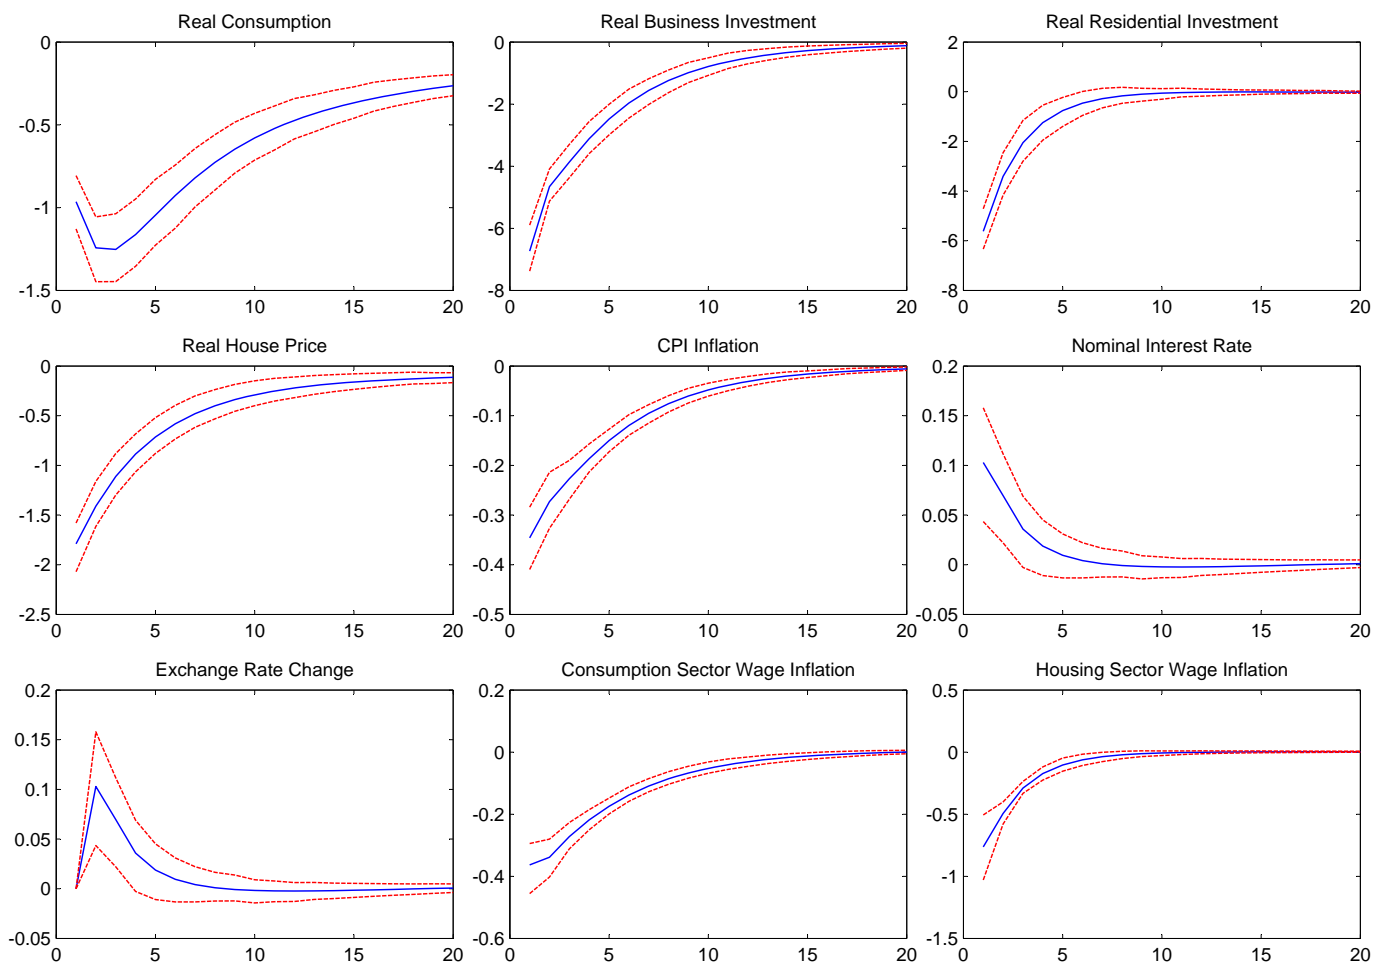 Real Consumption
0
-0.5
-1
-1.5
0 5 10 15 20
Real Business Investment
0
-2
-4
-6
-8
0 5 10 15 20
Real Residential Investment
2
0
-2
-4
-6
-8
0 5 10 15 20
Real House Price
0
-0.5
-1
-1.5
-2
-2.5
0 5 10 15 20
CPI Inflation
0
-0.1
-0.2
-0.3
-0.4
-0.5
0 5 10 15 20
Nominal Interest Rate
0.2
0.15
0.1
0.05
0
-0.05
0 5 10 15 20
Exchange Rate Change
0.2
0.15
0.1
0.05
0
-0.05
0 5 10 15 20
Consumption Sector Wage Inflation
0.2
0
-0.2
-0.4
-0.6
0 5 10 15 20
Housing Sector Wage Inflation
0.5
0
-0.5
-1
-1.5
0 5 10 15 20